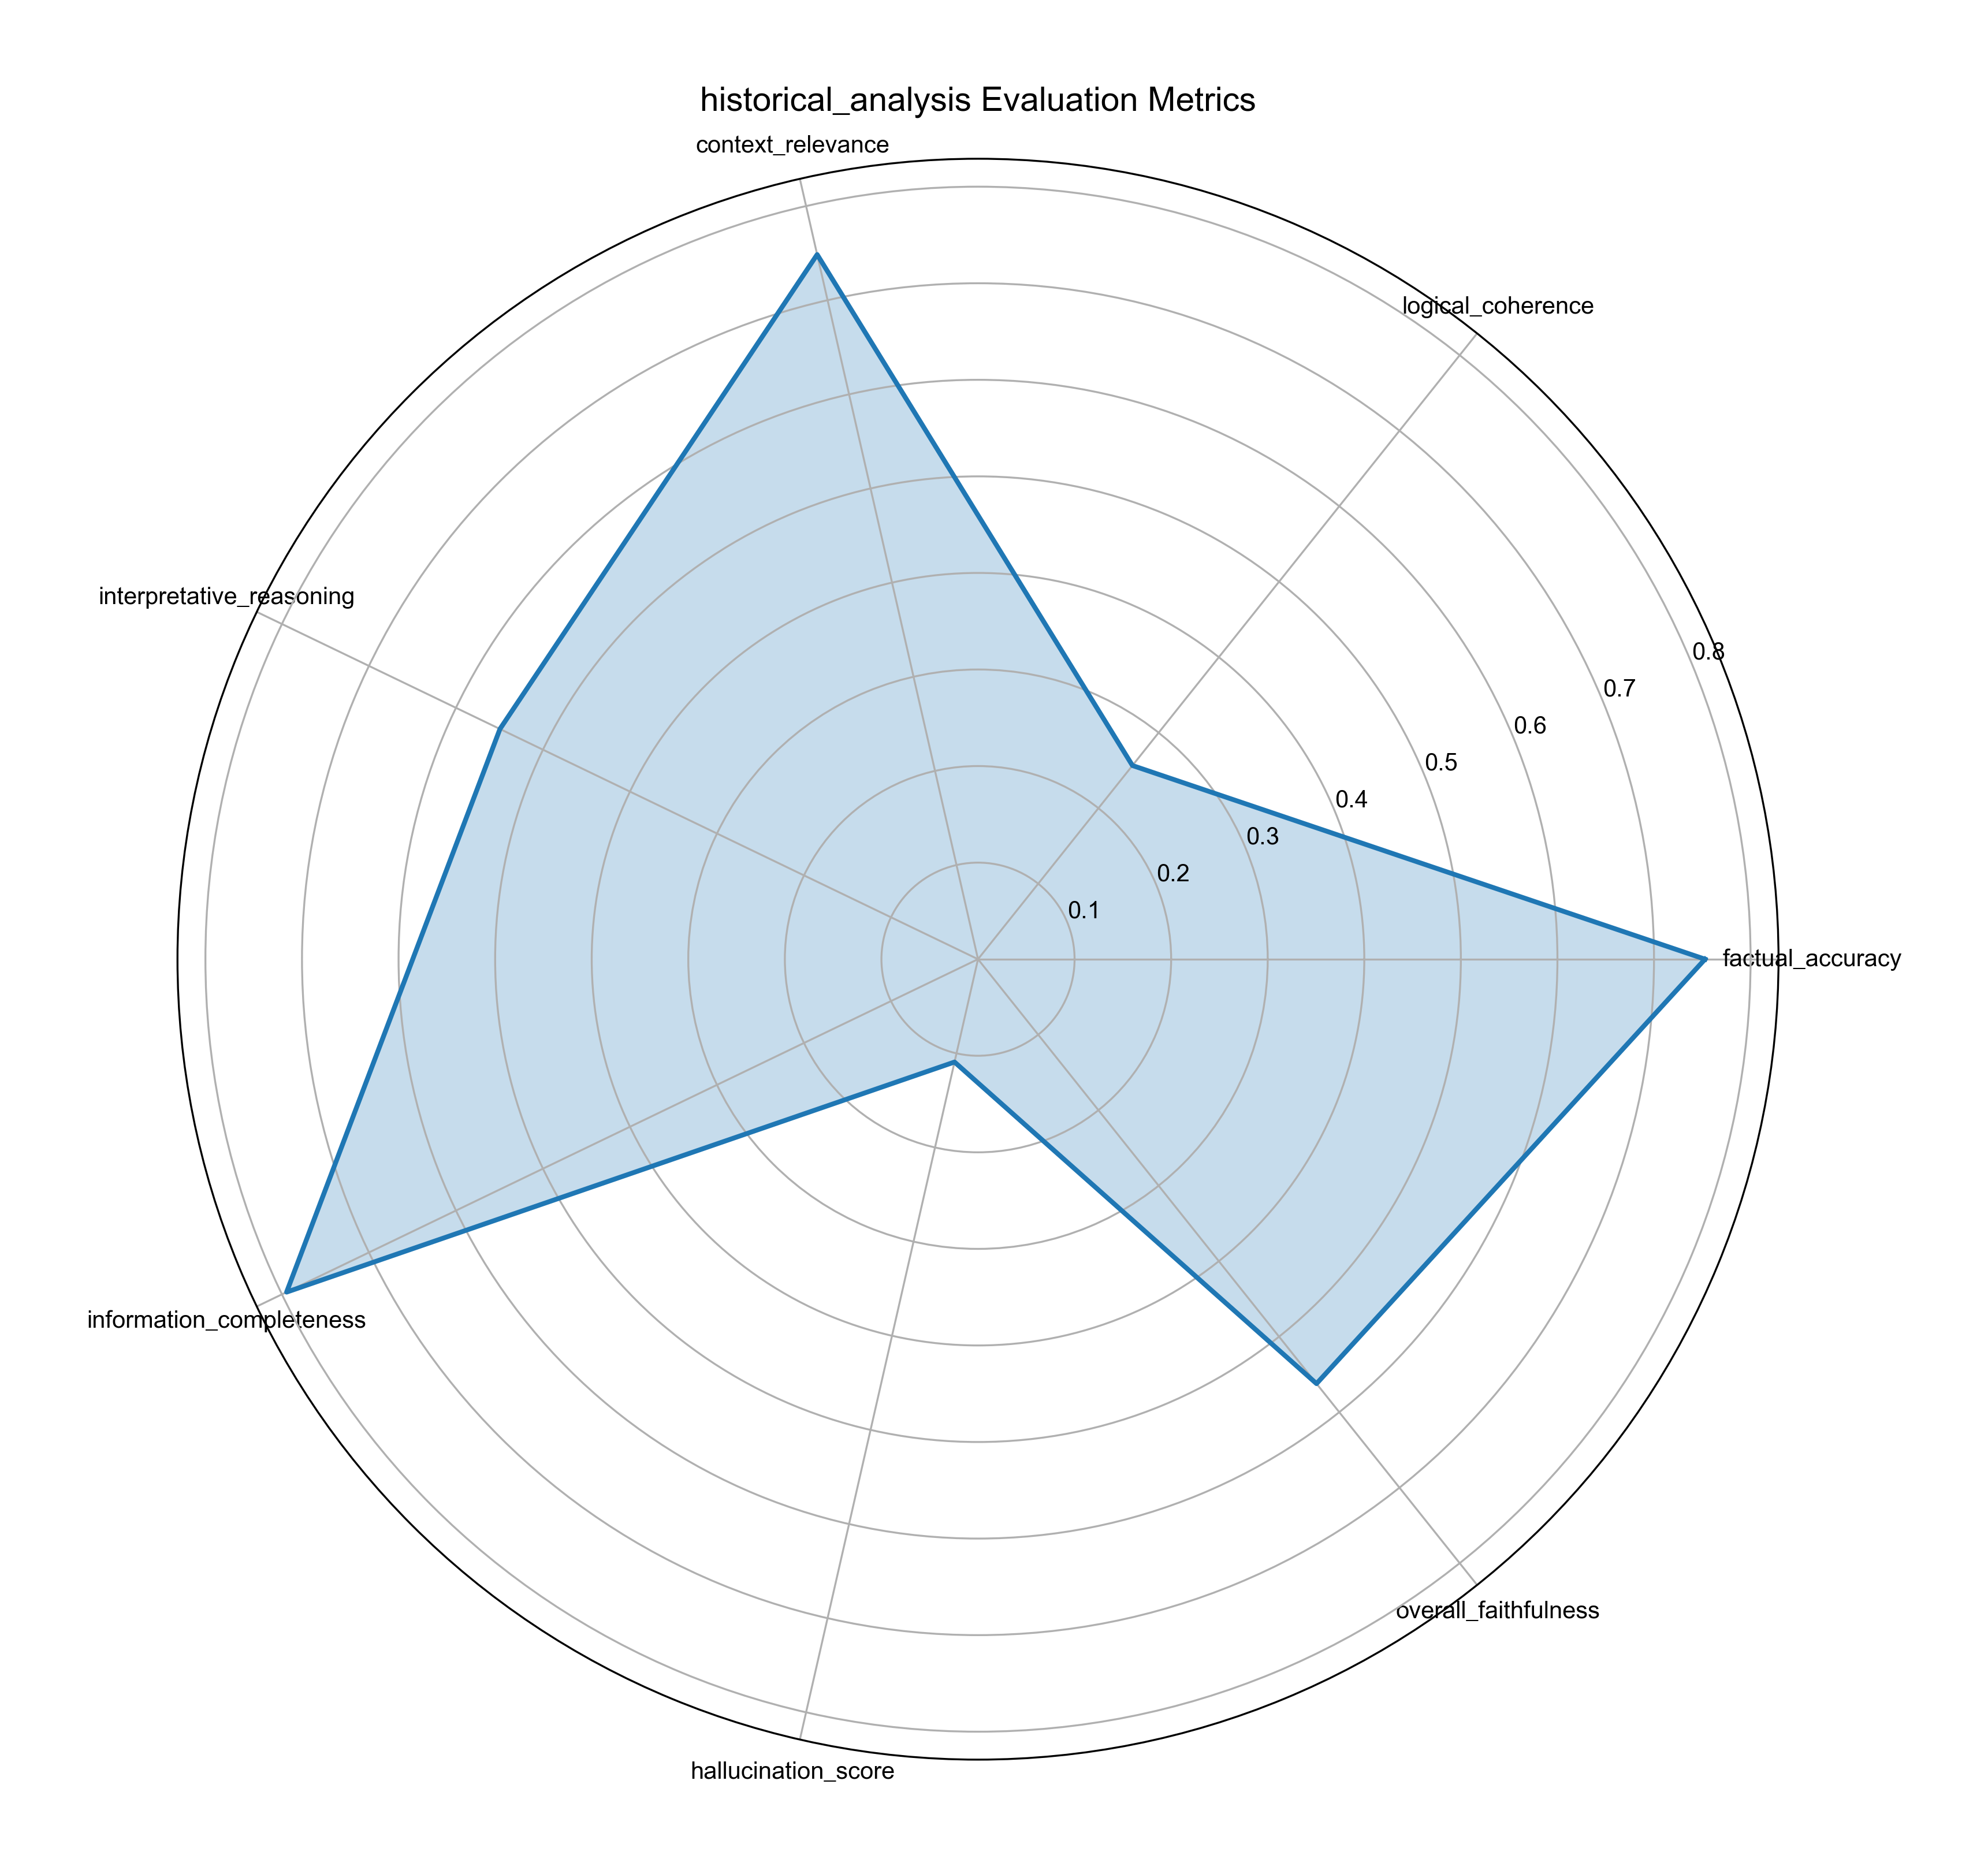 historical_analysis Evaluation Metrics
context_relevance
logical_coherence
interpretative_reasoning
0.8
0.7
0.6
0.5
0.4
0.3
0.2
0.1
factual_accuracy
information_completeness
overall_faithfulness
hallucination_score